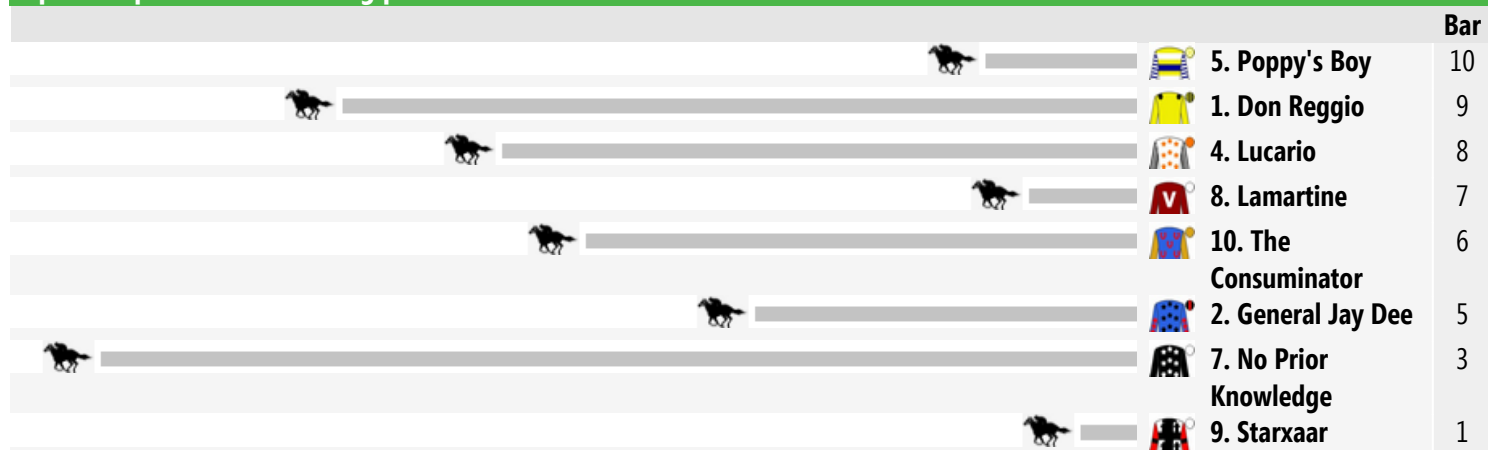 Bar
5. Poppy's Boy 10
1. Don Reggio 9
4. Lucario 8
V 8. Lamartine 7
10. The 6
Consuminator
2. General Jay Dee 5
7. No Prior 3
Knowledge
9. Starxaar 1